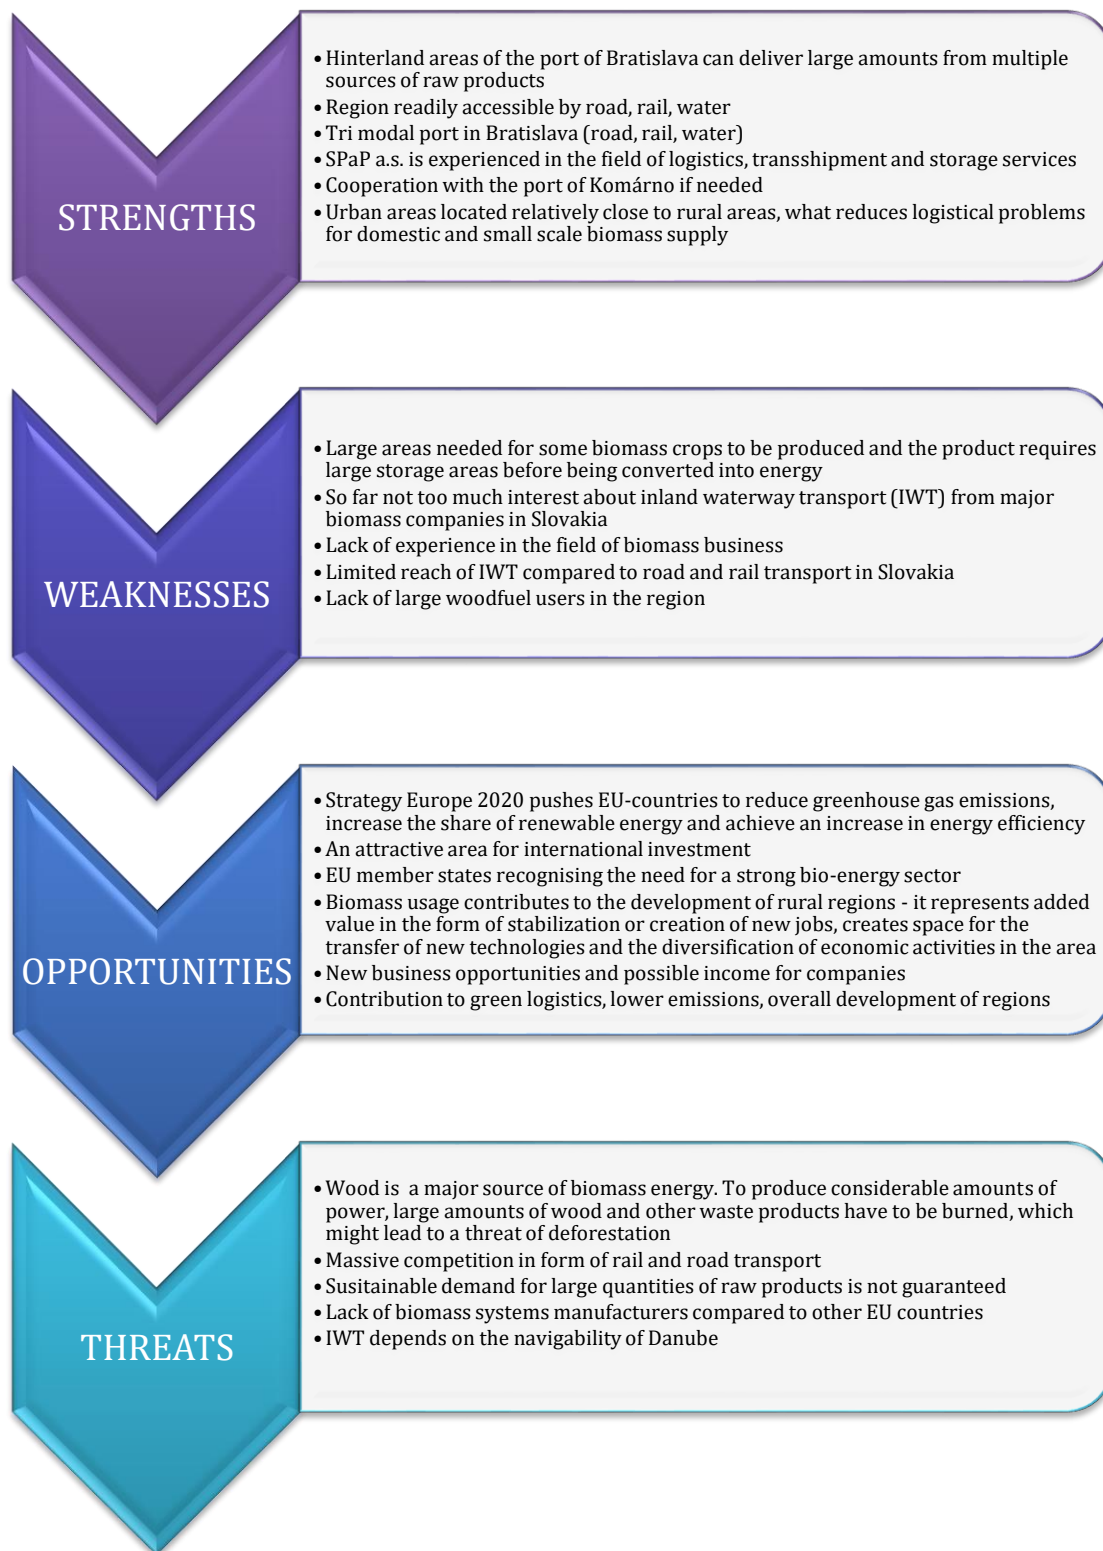 STRENGTHS
• Hinterland areas of the port of Bratislava can deliver large amounts from multiple
sources of raw products
• Region readily accessible by road, rail, water
• Tri modal port in Bratislava (road, rail, water)
• SPaP a.s. is experienced in the field of logistics, transshipment and storage services
• Cooperation with the port of Komárno if needed
• Urban areas located relatively close to rural areas, what reduces logistical problems
for domestic and small scale biomass supply
WEAKNESSES
• Large areas needed for some biomass crops to be produced and the product requires
large storage areas before being converted into energy
• So far not too much interest about inland waterway transport (IWT) from major
biomass companies in Slovakia
• Lack of experience in the field of biomass business
• Limited reach of IWT compared to road and rail transport in Slovakia
• Lack of large woodfuel users in the region
OPPORTUNITIES
• Strategy Europe 2020 pushes EU-countries to reduce greenhouse gas emissions,
increase the share of renewable energy and achieve an increase in energy efficiency
• An attractive area for international investment
• EU member states recognising the need for a strong bio-energy sector
• Biomass usage contributes to the development of rural regions - it represents added
value in the form of stabilization or creation of new jobs, creates space for the
transfer of new technologies and the diversification of economic activities in the area
• New business opportunities and possible income for companies
• Contribution to green logistics, lower emissions, overall development of regions
THREATS
• Wood is a major source of biomass energy. To produce considerable amounts of
power, large amounts of wood and other waste products have to be burned, which
might lead to a threat of deforestation
• Massive competition in form of rail and road transport
• Susitainable demand for large quantities of raw products is not guaranteed
• Lack of biomass systems manufacturers compared to other EU countries
• IWT depends on the navigability of Danube